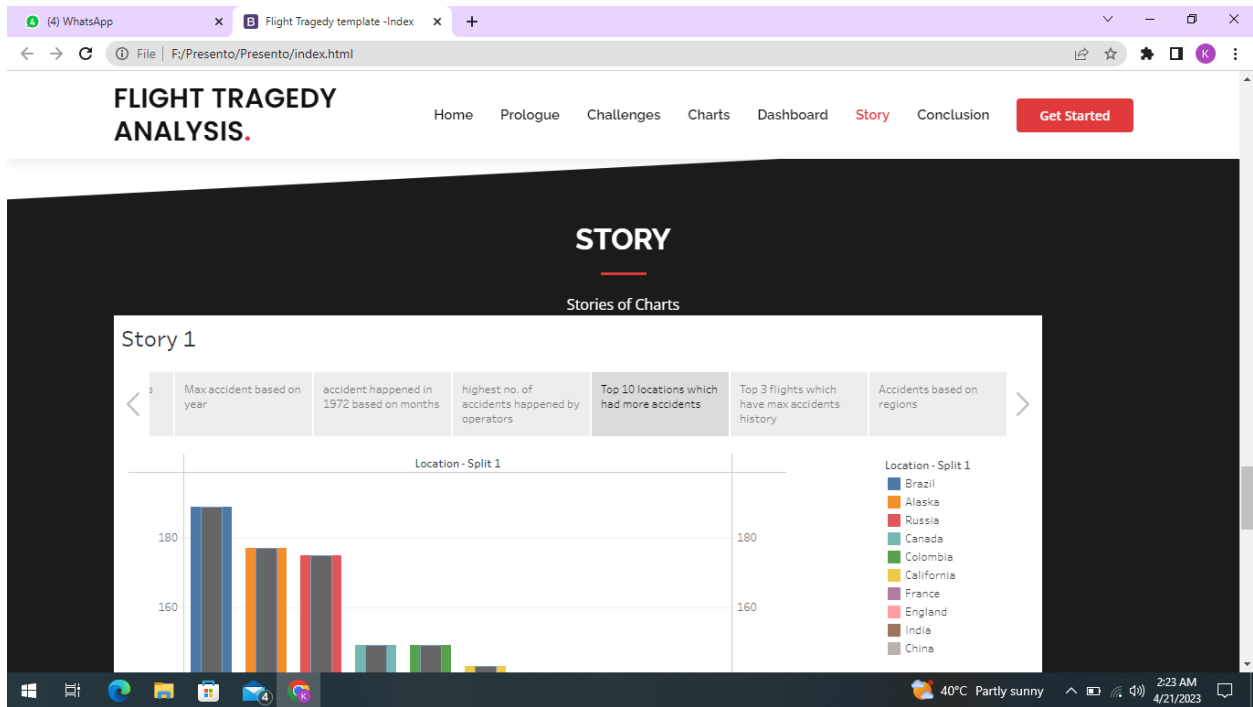 (4) WhatsApp
Flight Tragedy template -Index
File
F:/Presento/Presento/index.html
K
FLIGHT TRAGEDY
ANALYSIS.
Home Prologue Challenges Charts Dashboard Story Conclusion Get Started
STORY
Stories of Charts
Story 1
s
Max accident based on
year
accident happened in
1972 based on months
highest no. of
accidents happened by
operators
Top 10 locations which
had more accidents
Top 3 flights which
have max accidents
history
Accidents based on
regions
Location - Split 1
180
160
180
160
Location - Split 1
Brazil
Alaska
Russia
Canada
Colombia
California
France
England
India
China
4
K
40°C Partly sunny
2:23 AM
4/21/2023